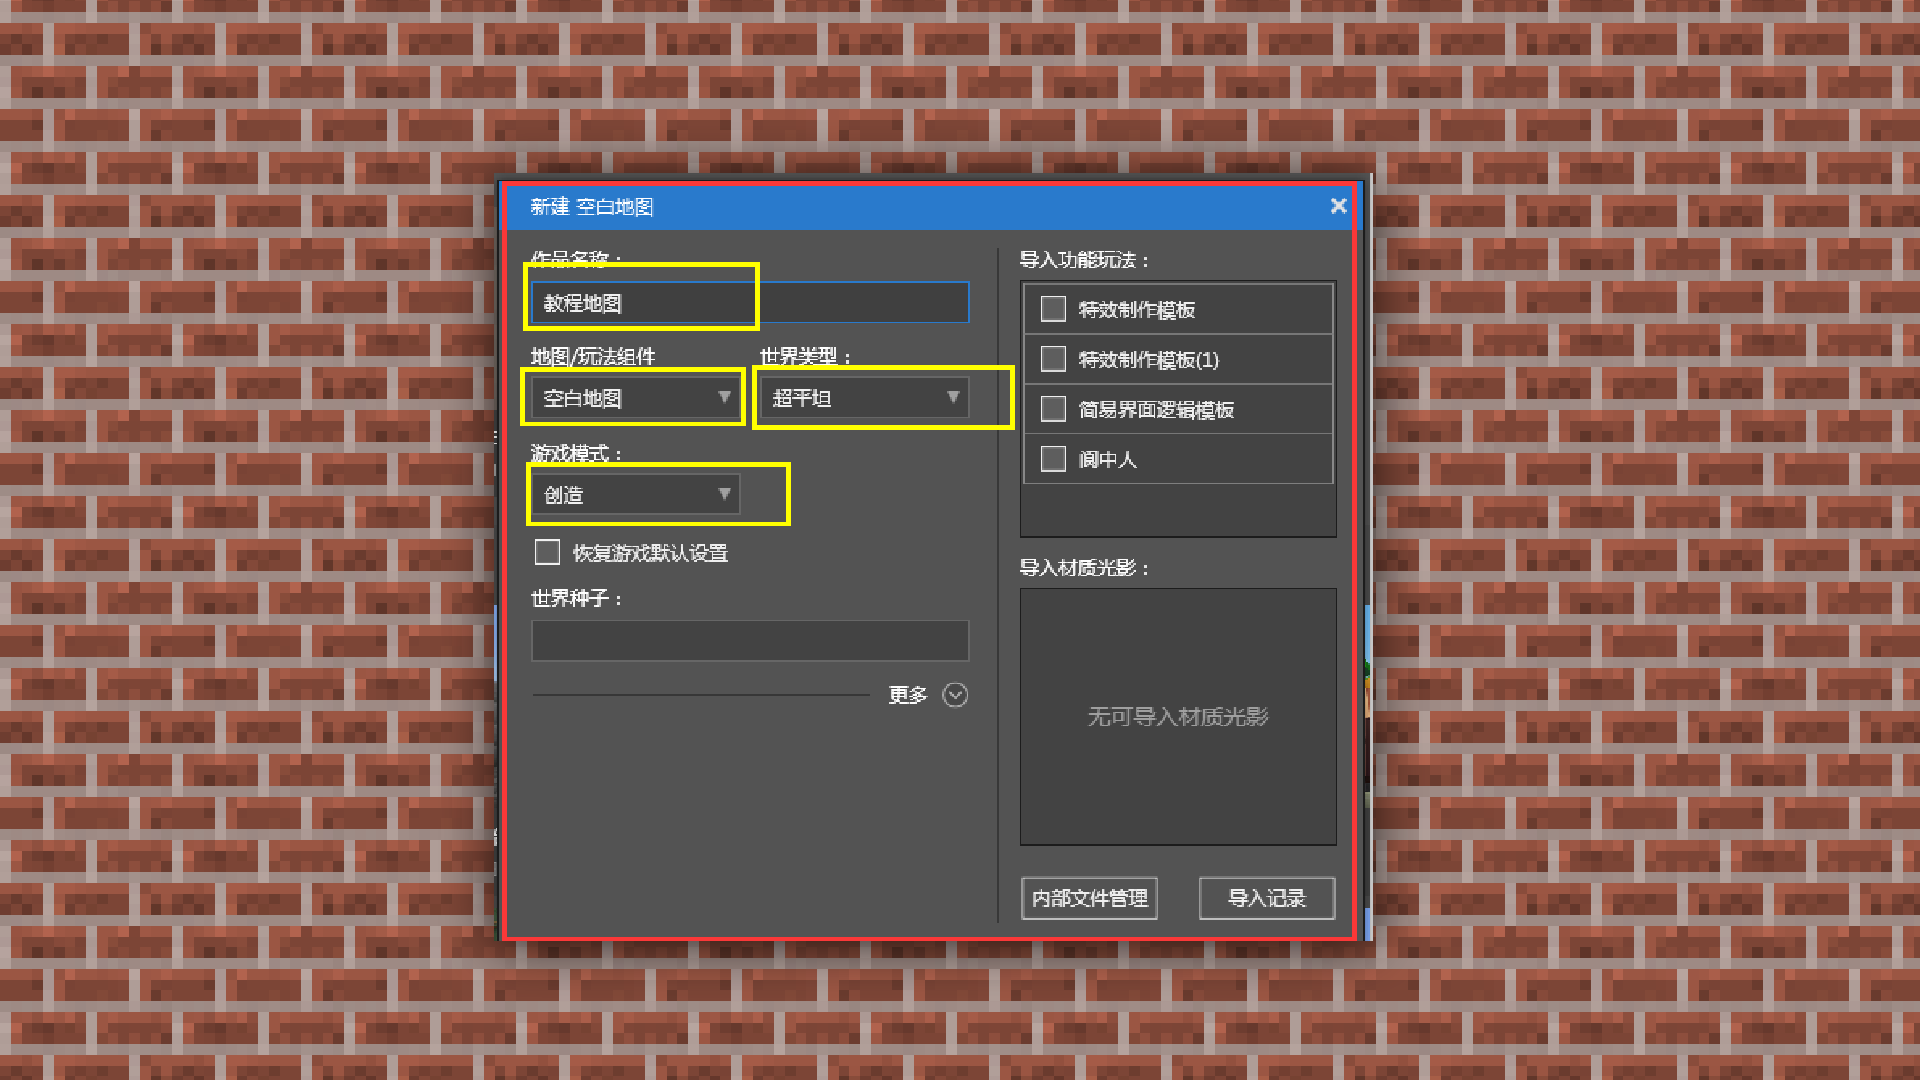 新建 空白地图
作品名称：
教程地图
地图/玩法组件
世界类型：
空白地图
超平坦
游戏模式：
创造
恢复游戏默认设置
世界种子：
更多
导入功能玩法：
特效制作模板
特效制作模板(1)
简易界面逻辑模板
阆中人
导入材质光影：
无可导入材质光影
内部文件管理
导入记录